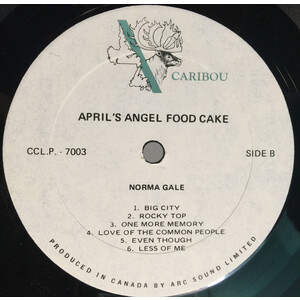 CARIBOU
APRIL'S ANGEL FOOD CAKE
CCL.P. - 7003
SIDE B
NORMA GALE
1. BIG CITY
2. ROCKY TOP
3. ONE MORE MEMORY
4. LOVE OF THE COMMON PEOPLE
5. EVEN THOUGH
6. LESS OF ME
PRODUCED IN CANADA BY ARC SOUND LIMITED